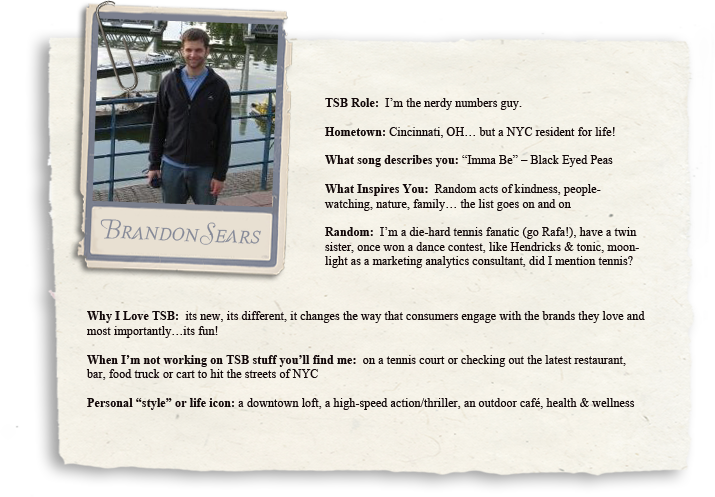 BRANDON SEARS
TSB Role: I'm the nerdy numbers guy.
Hometown: Cincinnati, OH… but a NYC resident for life!
What song describes you: “Imma Be” – Black Eyed Peas
What Inspires You: Random acts of kindness, people-
watching, nature, family… the list goes on and on
Random: I'm a die-hard tennis fanatic (go Rafa!), have a twin
sister, once won a dance contest, like Hendricks & tonic, moon-
light as a marketing analytics consultant, did I mention tennis?
Why I Love TSB: its new, its different, it changes the way that consumers engage with the brands they love and
most importantly…its fun!
When I'm not working on TSB stuff you'll find me: on a tennis court or checking out the latest restaurant,
bar, food truck or cart to hit the streets of NYC
Personal “style” or life icon: a downtown loft, a high-speed action/thriller, an outdoor café, health & wellness